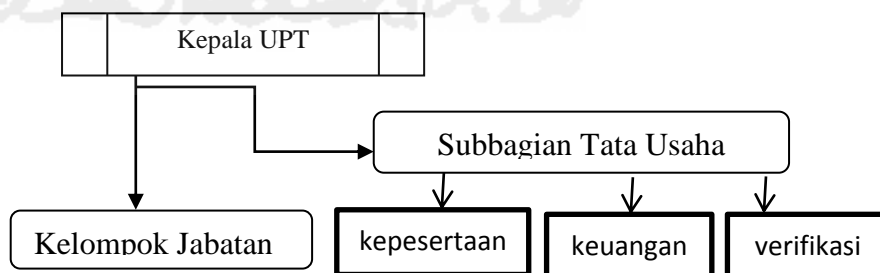 Kepala UPT
Subbagian Tata Usaha
Kelompok Jabatan
kepesertaan
keuangan
verifikasi